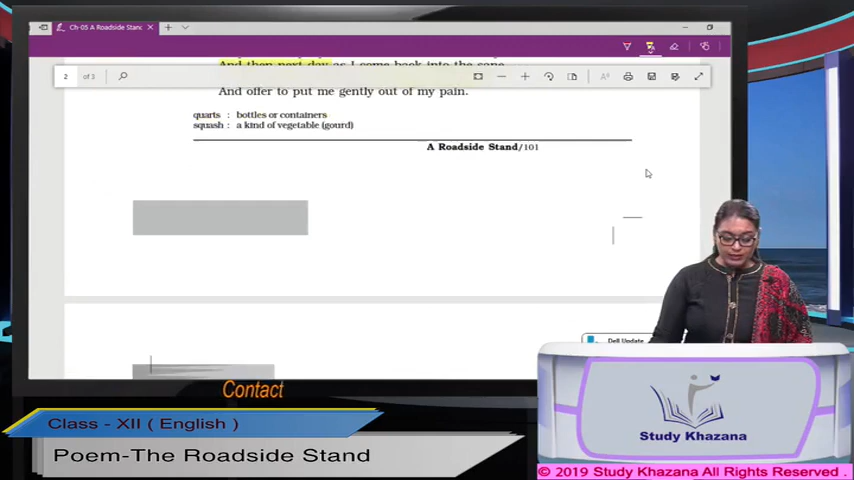 Ch-05 A Roadside Stand
2 of 3
And then next day as I come back into the sane,
And offer to put me gently out of my pain.
quarts : bottles or containers
squash : a kind of vegetable (gourd)
A Roadside Stand/101
Dell Update
Contact
Class - XII ( English )
Poem-The Roadside Stand
Study Khazana
© 2019 Study Khazana All Rights Reserved .